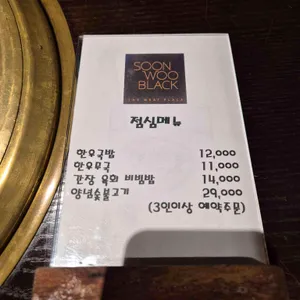 SOON
WOO
BLACK
점심메뉴
한우국밥 12,000
한우무국 11,000
간장 육회 비빔밥 14,000
양념숯불고기 29,000
(3인이상 예약주문)